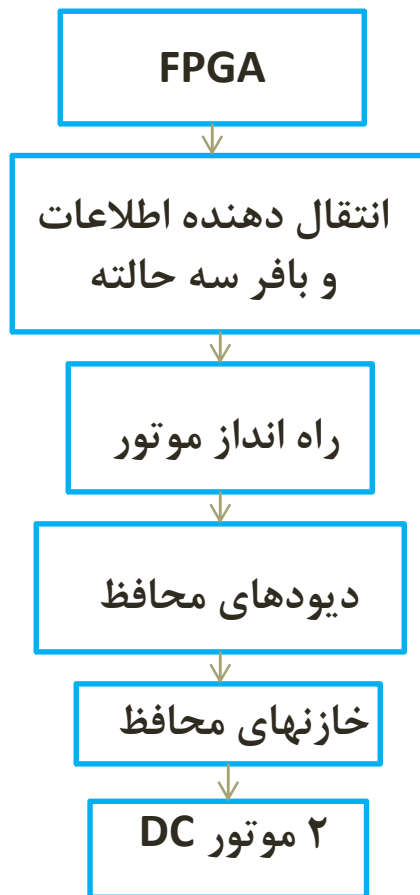 FPGA
انتقال دهنده اطلاعات
و بافر سه حالته
راه انداز موتور
دیودهای محافظ
خازنهای محافظ
۲ موتور DC